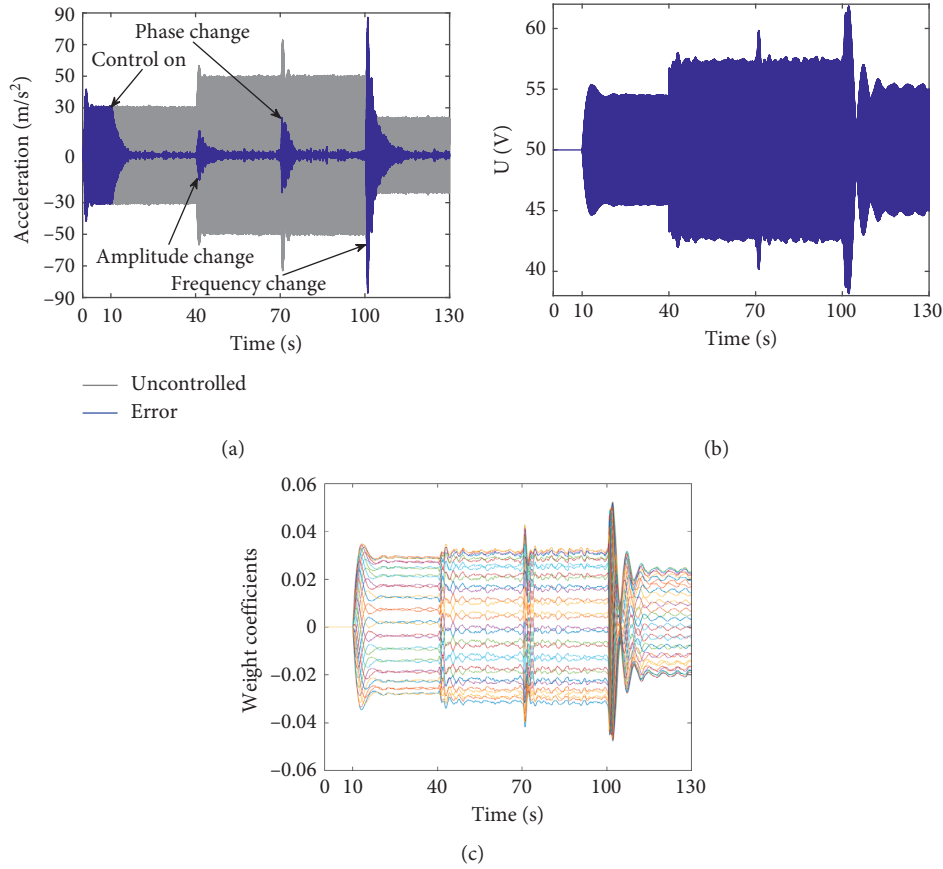 90
70
50
30
0
–30
–50
–70
–90
Acceleration (m/s²)
Phase change
Control on
Amplitude change
Frequency change
0 10 40 70 100 130
Time (s)
Uncontrolled
Error
(a)
60
55
50
45
40
U (V)
0 10 40 70 100 130
Time (s)
(b)
0.06
0.04
0.02
0
–0.02
–0.04
–0.06
Weight coefficients
0 10 40 70 100 130
Time (s)
(c)